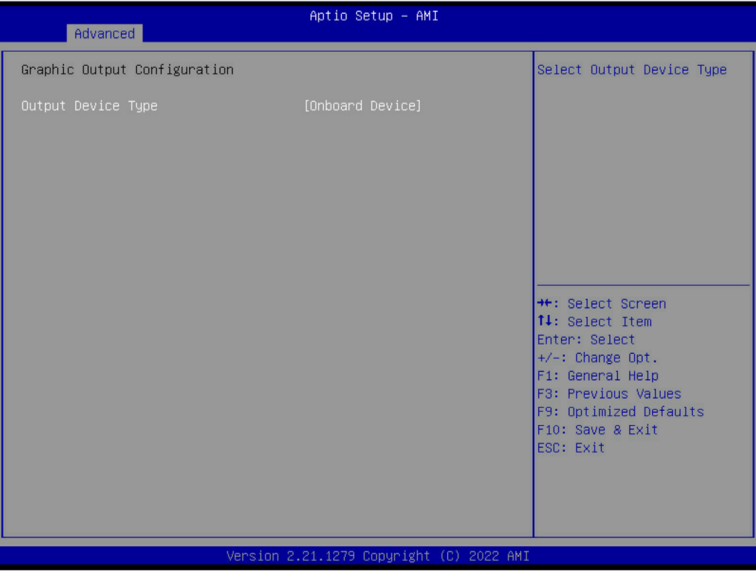 Aptio Setup – AMI
Advanced
Graphic Output Configuration
Output Device Type [Onboard Device]
Select Output Device Type
→←: Select Screen
↑↓: Select Item
Enter: Select
+/-: Change Opt.
F1: General Help
F3: Previous Values
F9: Optimized Defaults
F10: Save & Exit
ESC: Exit
Version 2.21.1279 Copyright (C) 2022 AMI